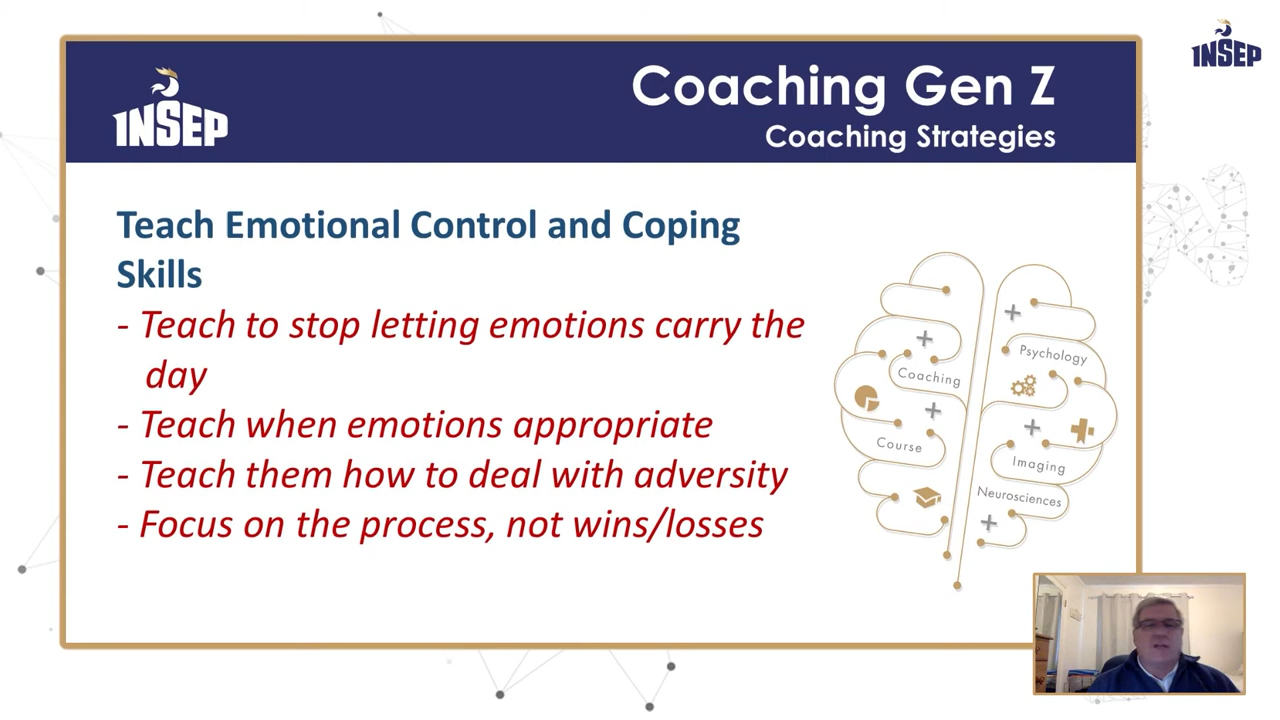 INSEP
INSEP
Coaching Gen Z
Coaching Strategies
Teach Emotional Control and Coping
Skills
- Teach to stop letting emotions carry the
day
- Teach when emotions appropriate
- Teach them how to deal with adversity
- Focus on the process, not wins/losses
Coaching
Course
Psychology
Imaging
Neurosciences